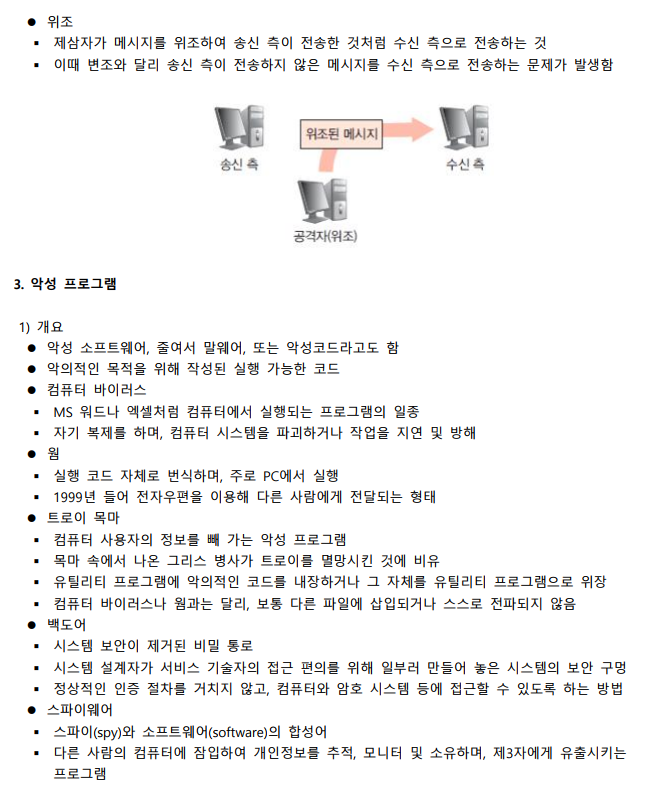 ● 위조
▪ 제삼자가 메시지를 위조하여 송신 측이 전송한 것처럼 수신 측으로 전송하는 것
▪ 이때 변조와 달리 송신 측이 전송하지 않은 메시지를 수신 측으로 전송하는 문제가 발생함
위조된 메시지
송신 측
수신 측
공격자(위조)
3. 악성 프로그램
1) 개요
● 악성 소프트웨어, 줄여서 말웨어, 또는 악성코드라고도 함
● 악의적인 목적을 위해 작성된 실행 가능한 코드
● 컴퓨터 바이러스
▪ MS 워드나 엑셀처럼 컴퓨터에서 실행되는 프로그램의 일종
▪ 자기 복제를 하며, 컴퓨터 시스템을 파괴하거나 작업을 지연 및 방해
● 웜
▪ 실행 코드 자체로 번식하며, 주로 PC에서 실행
▪ 1999년 들어 전자우편을 이용해 다른 사람에게 전달되는 형태
● 트로이 목마
▪ 컴퓨터 사용자의 정보를 빼 가는 악성 프로그램
▪ 목마 속에서 나온 그리스 병사가 트로이를 멸망시킨 것에 비유
▪ 유틸리티 프로그램에 악의적인 코드를 내장하거나 그 자체를 유틸리티 프로그램으로 위장
▪ 컴퓨터 바이러스나 웜과는 달리, 보통 다른 파일에 삽입되거나 스스로 전파되지 않음
● 백도어
▪ 시스템 보안이 제거된 비밀 통로
▪ 시스템 설계자가 서비스 기술자의 접근 편의를 위해 일부러 만들어 놓은 시스템의 보안 구멍
▪ 정상적인 인증 절차를 거치지 않고, 컴퓨터와 암호 시스템 등에 접근할 수 있도록 하는 방법
● 스파이웨어
▪ 스파이(spy)와 소프트웨어(software)의 합성어
▪ 다른 사람의 컴퓨터에 잠입하여 개인정보를 추적, 모니터 및 소유하며, 제3자에게 유출시키는
프로그램